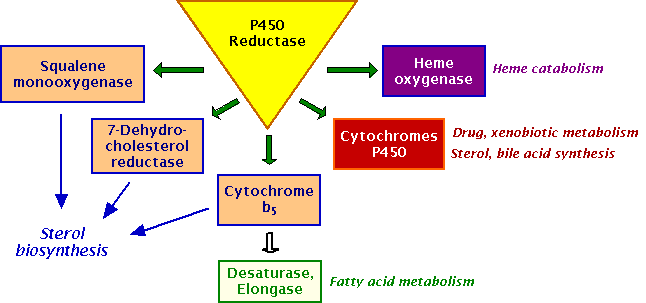 P450
Reductase
Squalene
monooxygenase
Heme
oxygenase
Heme catabolism
7-Dehydro-
cholesterol
reductase
Cytochromes
P450
Drug, xenobiotic metabolism
Sterol, bile acid synthesis
Cytochrome
b5
Sterol
biosynthesis
Desaturase,
Elongase
Fatty acid metabolism